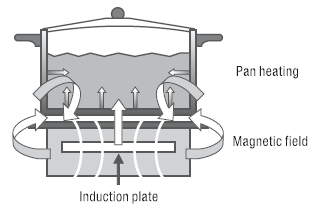 Pan heating
Magnetic field
Induction plate